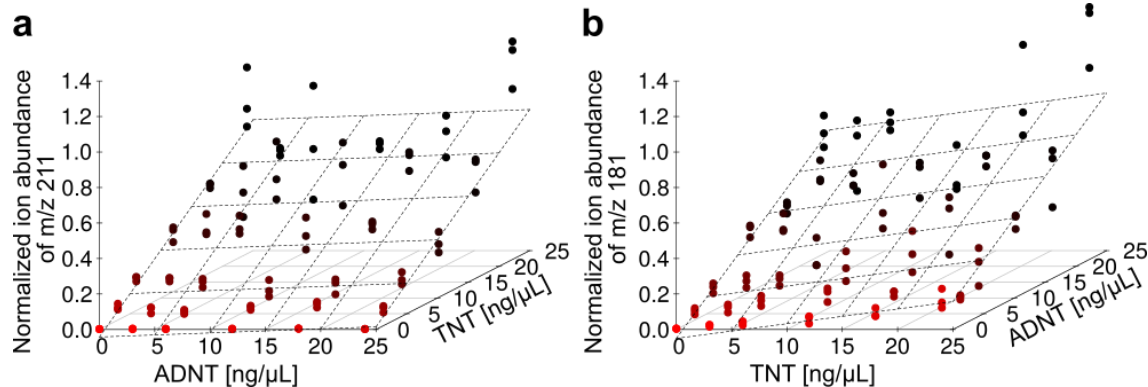 a
Normalized ion abundance
of m/z 211
1.4
1.2
1.0
0.8
0.6
0.4
0.2
0.0
0 5 10 15 20 25
ADNT [ng/µL]
0 5 10 15 20 25
TNT [ng/µL]
b
Normalized ion abundance
of m/z 181
1.4
1.2
1.0
0.8
0.6
0.4
0.2
0.0
0 5 10 15 20 25
TNT [ng/µL]
0 5 10 15 20 25
ADNT [ng/µL]